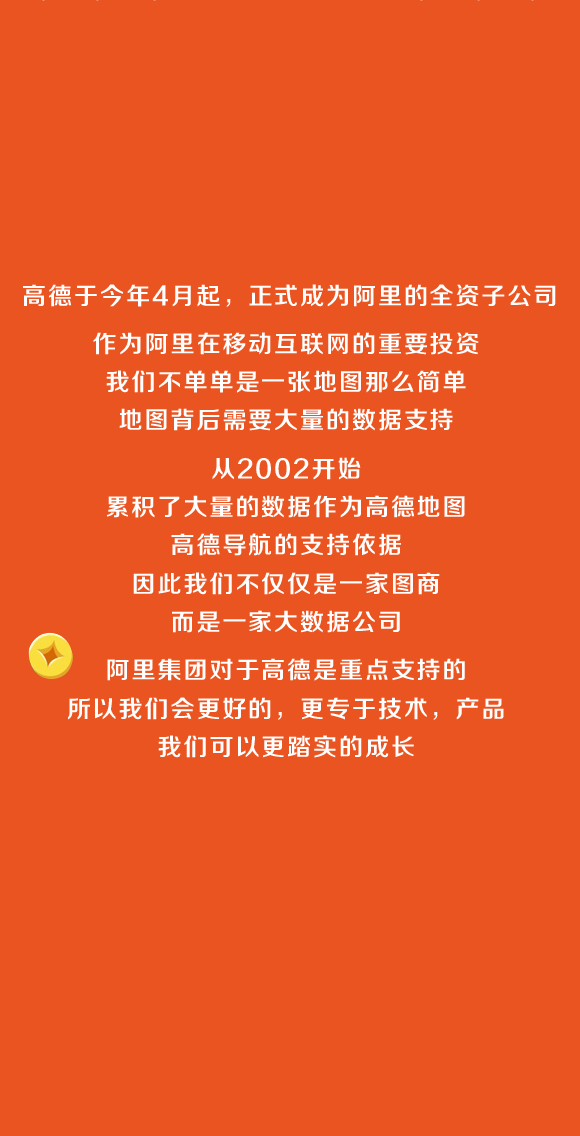 高德于今年4月起，正式成为阿里的全资子公司
作为阿里在移动互联网的重要投资
我们不单单是一张地图那么简单
地图背后需要大量的数据支持
从2002开始
累积了大量的数据作为高德地图
高德导航的支持依据
因此我们不仅仅是一家图商
而是一家大数据公司
阿里集团对于高德是重点支持的
所以我们会更好的，更专于技术，产品
我们可以更踏实的成长